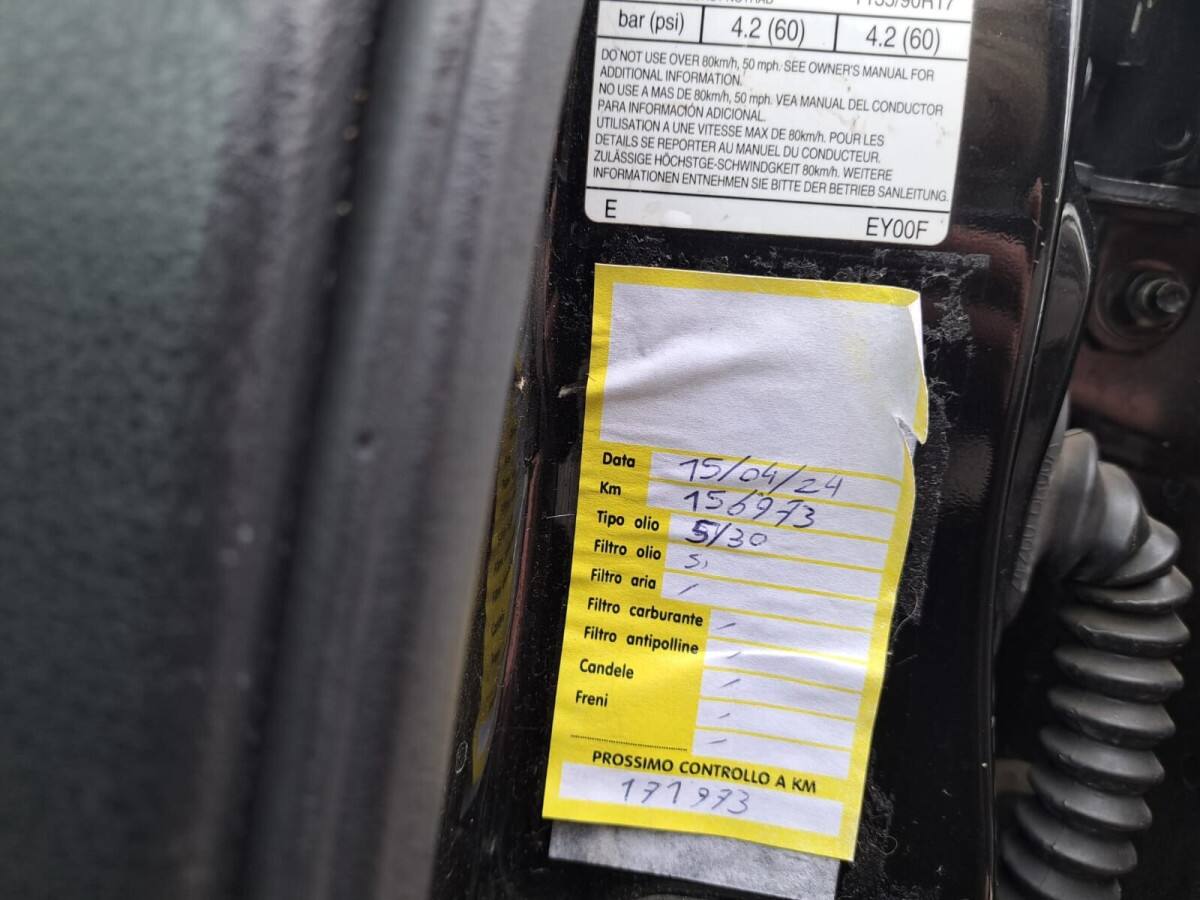 T155/90R17
bar (psi) 4.2 (60) 4.2 (60)
DO NOT USE OVER 80km/h, 50 mph. SEE OWNER'S MANUAL FOR
ADDITIONAL INFORMATION.
NO USE A MAS DE 80km/h, 50 mph. VEA MANUAL DEL CONDUCTOR
PARA INFORMACIÓN ADICIONAL.
UTILISATION A UNE VITESSE MAX DE 80km/h. POUR LES
DETAILS SE REPORTER AU MANUEL DU CONDUCTEUR.
ZULÄSSIGE HÖCHSTGE-SCHWINDGKEIT 80km/h. WEITERE
INFORMATIONEN ENTNEHMEN SIE BITTE DER BETRIEB SANLEITUNG.
E EY00F
Data 15/04/24
Km 156973
Tipo olio 5/30
Filtro olio Si
Filtro aria /
Filtro carburante /
Filtro antipolline /
Candele /
Freni /
/
PROSSIMO CONTROLLO A KM
171973